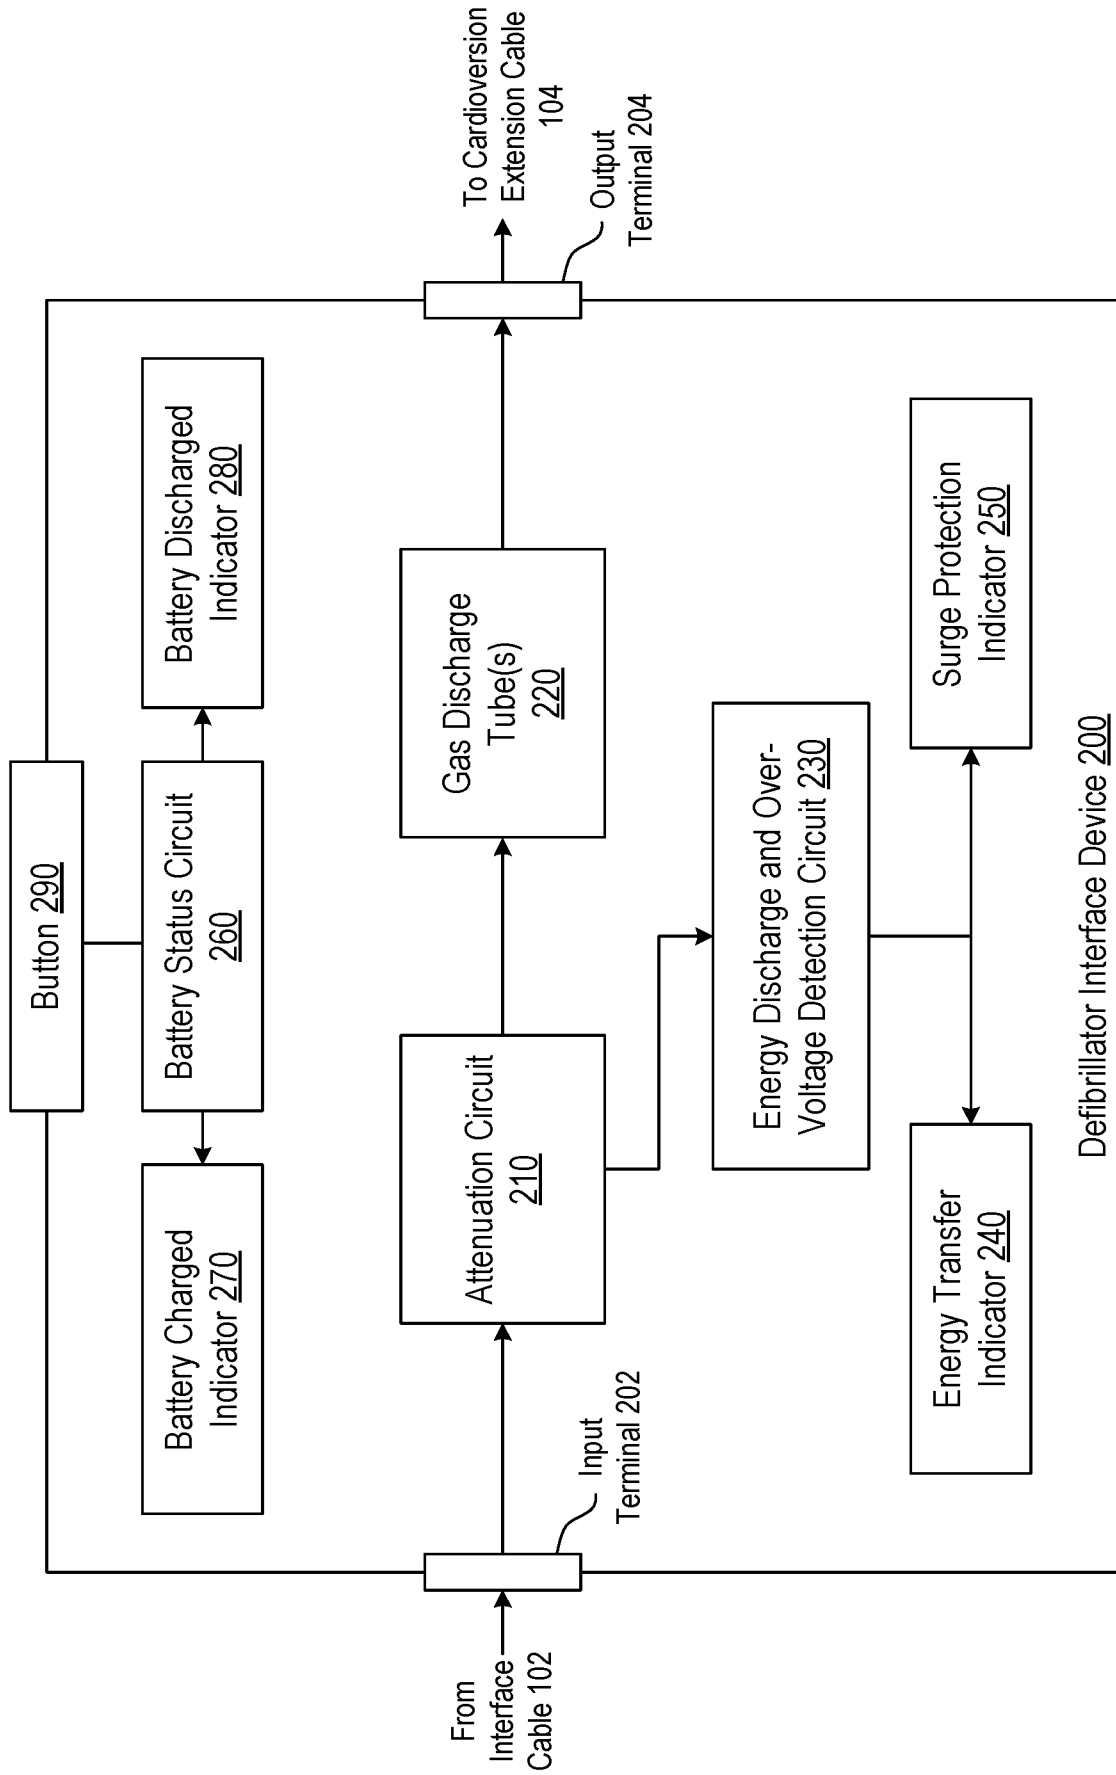 Button 290
Battery Charged
Indicator 270
Battery Status Circuit
260
Battery Discharged
Indicator 280
From
Interface
Cable 102
Input
Terminal 202
Attenuation Circuit
210
Gas Discharge
Tube(s)
220
To Cardioversion
Extension Cable
104
Output
Terminal 204
Energy Discharge and Over-
Voltage Detection Circuit 230
Energy Transfer
Indicator 240
Surge Protection
Indicator 250
Defibrillator Interface Device 200